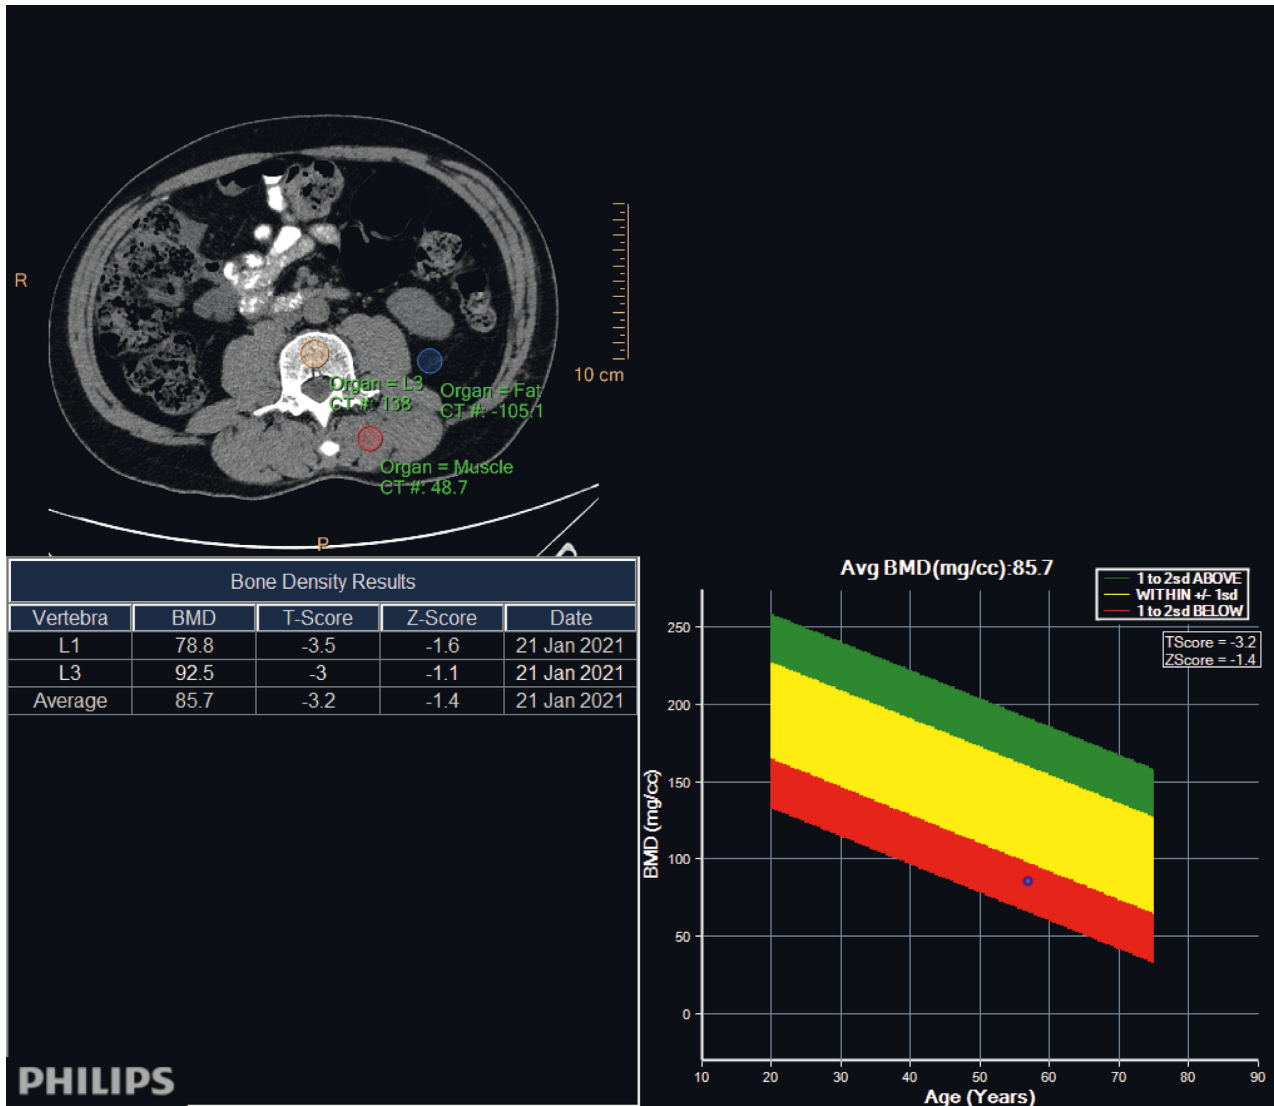 R
10 cm
Organ = L3
CT #: 138
Organ = Fat
CT #: -105.1
Organ = Muscle
CT #: 48.7
P
Bone Density Results
Vertebra BMD T-Score Z-Score Date
L1 78.8 -3.5 -1.6 21 Jan 2021
L3 92.5 -3 -1.1 21 Jan 2021
Average 85.7 -3.2 -1.4 21 Jan 2021
PHILIPS
Avg BMD(mg/cc):85.7
1 to 2sd ABOVE
WITHIN +/- 1sd
1 to 2sd BELOW
TScore = -3.2
ZScore = -1.4
BMD (mg/cc)
250
200
150
100
50
0
10 20 30 40 50 60 70 80 90
Age (Years)